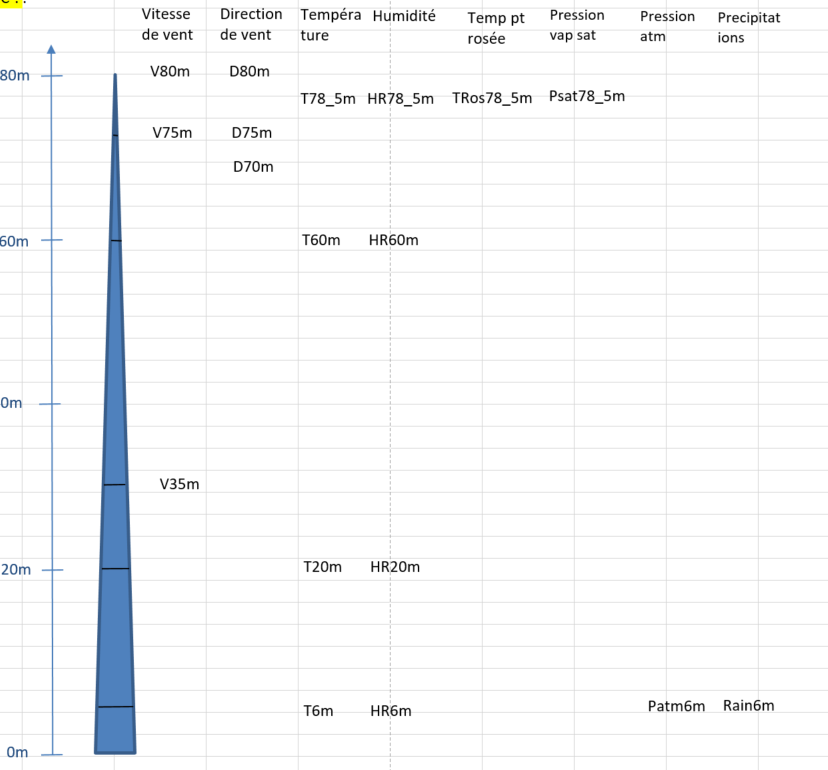 Vitesse de vent
Direction de vent
Températ ure
Humidité
Temp pt rosée
Pression vap sat
Pression atm
Precipitat ions
80m
V80m D80m
T78_5m HR78_5m TRos78_5m Psat78_5m
V75m D75m
D70m
60m T60m HR60m
0m
V35m
20m T20m HR20m
T6m HR6m Patm6m Rain6m
0m